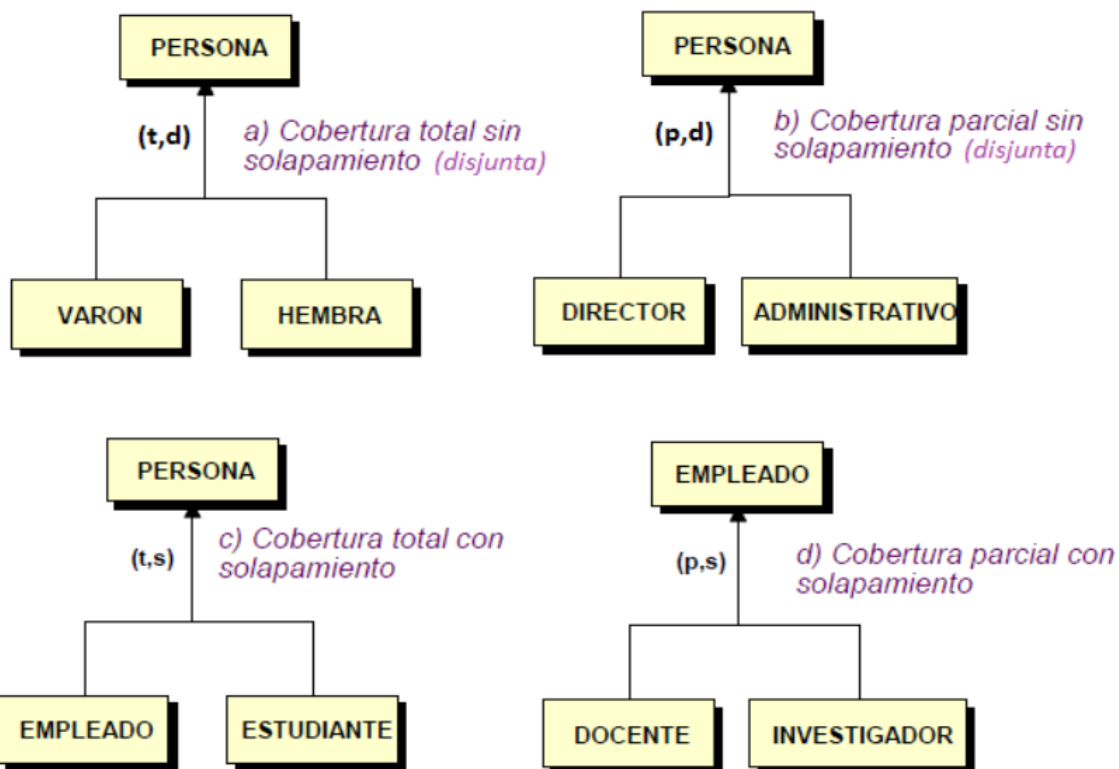 PERSONA
(t,d)
a) Cobertura total sin
solapamiento (disjunta)
VARON
HEMBRA
PERSONA
(p,d)
b) Cobertura parcial sin
solapamiento (disjunta)
DIRECTOR
ADMINISTRATIVO
PERSONA
(t,s)
c) Cobertura total con
solapamiento
EMPLEADO
ESTUDIANTE
EMPLEADO
(p,s)
d) Cobertura parcial con
solapamiento
DOCENTE
INVESTIGADOR